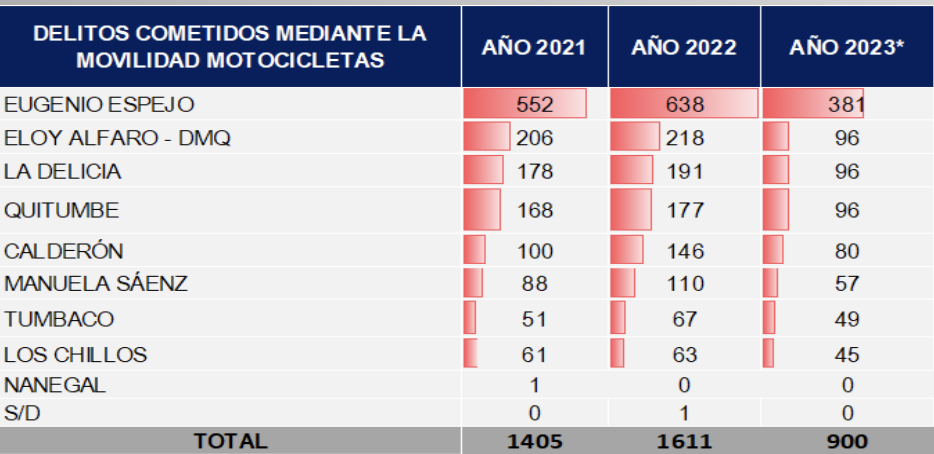 DELITOS COMETIDOS MEDIANTE LA MOVILIDAD MOTOCICLETAS AÑO 2021 AÑO 2022 AÑO 2023*
EUGENIO ESPEJO 552 638 381
ELOY ALFARO - DMQ 206 218 96
LA DELICIA 178 191 96
QUITUMBE 168 177 96
CALDERÓN 100 146 80
MANUELA SÁENZ 88 110 57
TUMBACO 51 67 49
LOS CHILLOS 61 63 45
NANEGAL 1 0 0
S/D 0 1 0
TOTAL 1405 1611 900